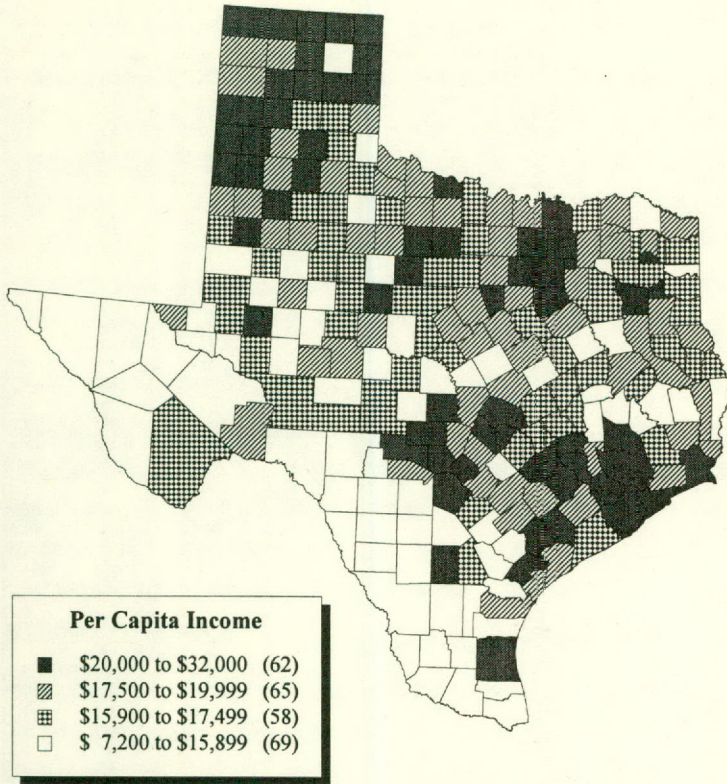 Per Capita Income
$20,000 to $32,000 (62)
$17,500 to $19,999 (65)
$15,900 to $17,499 (58)
$ 7,200 to $15,899 (69)